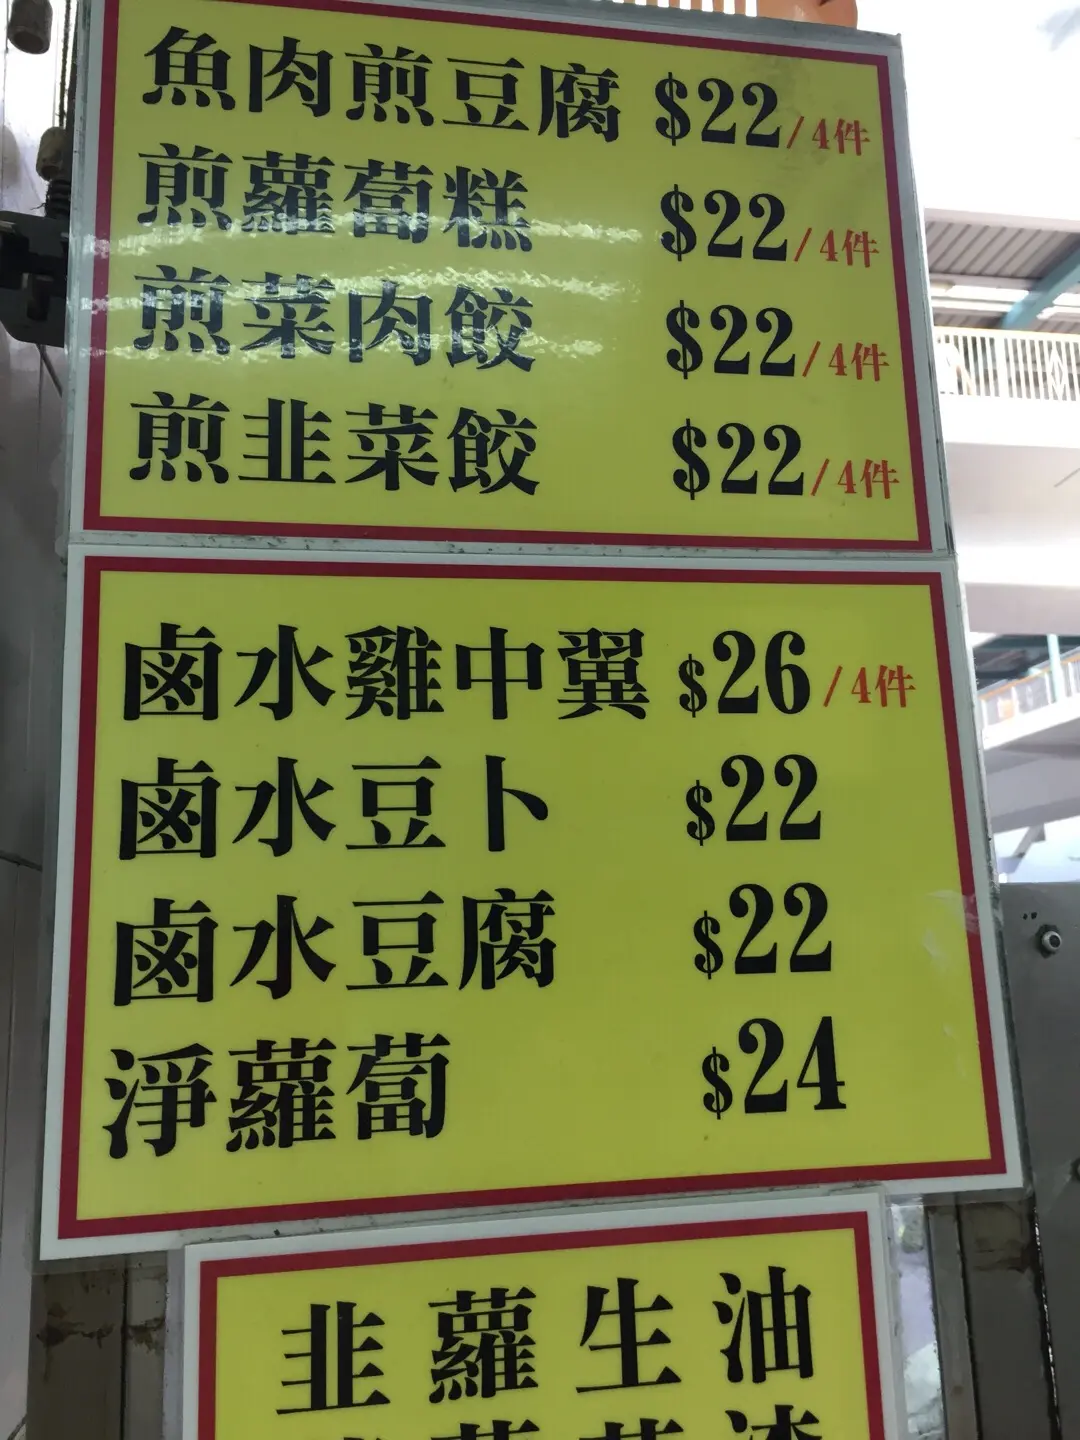 魚肉煎豆腐 $22/4件
煎蘿蔔糕 $22/4件
煎菜肉餃 $22/4件
煎韭菜餃 $22/4件
鹵水雞中翼 $26/4件
鹵水豆卜 $22
鹵水豆腐 $22
淨蘿蔔 $24
韭蘿生油